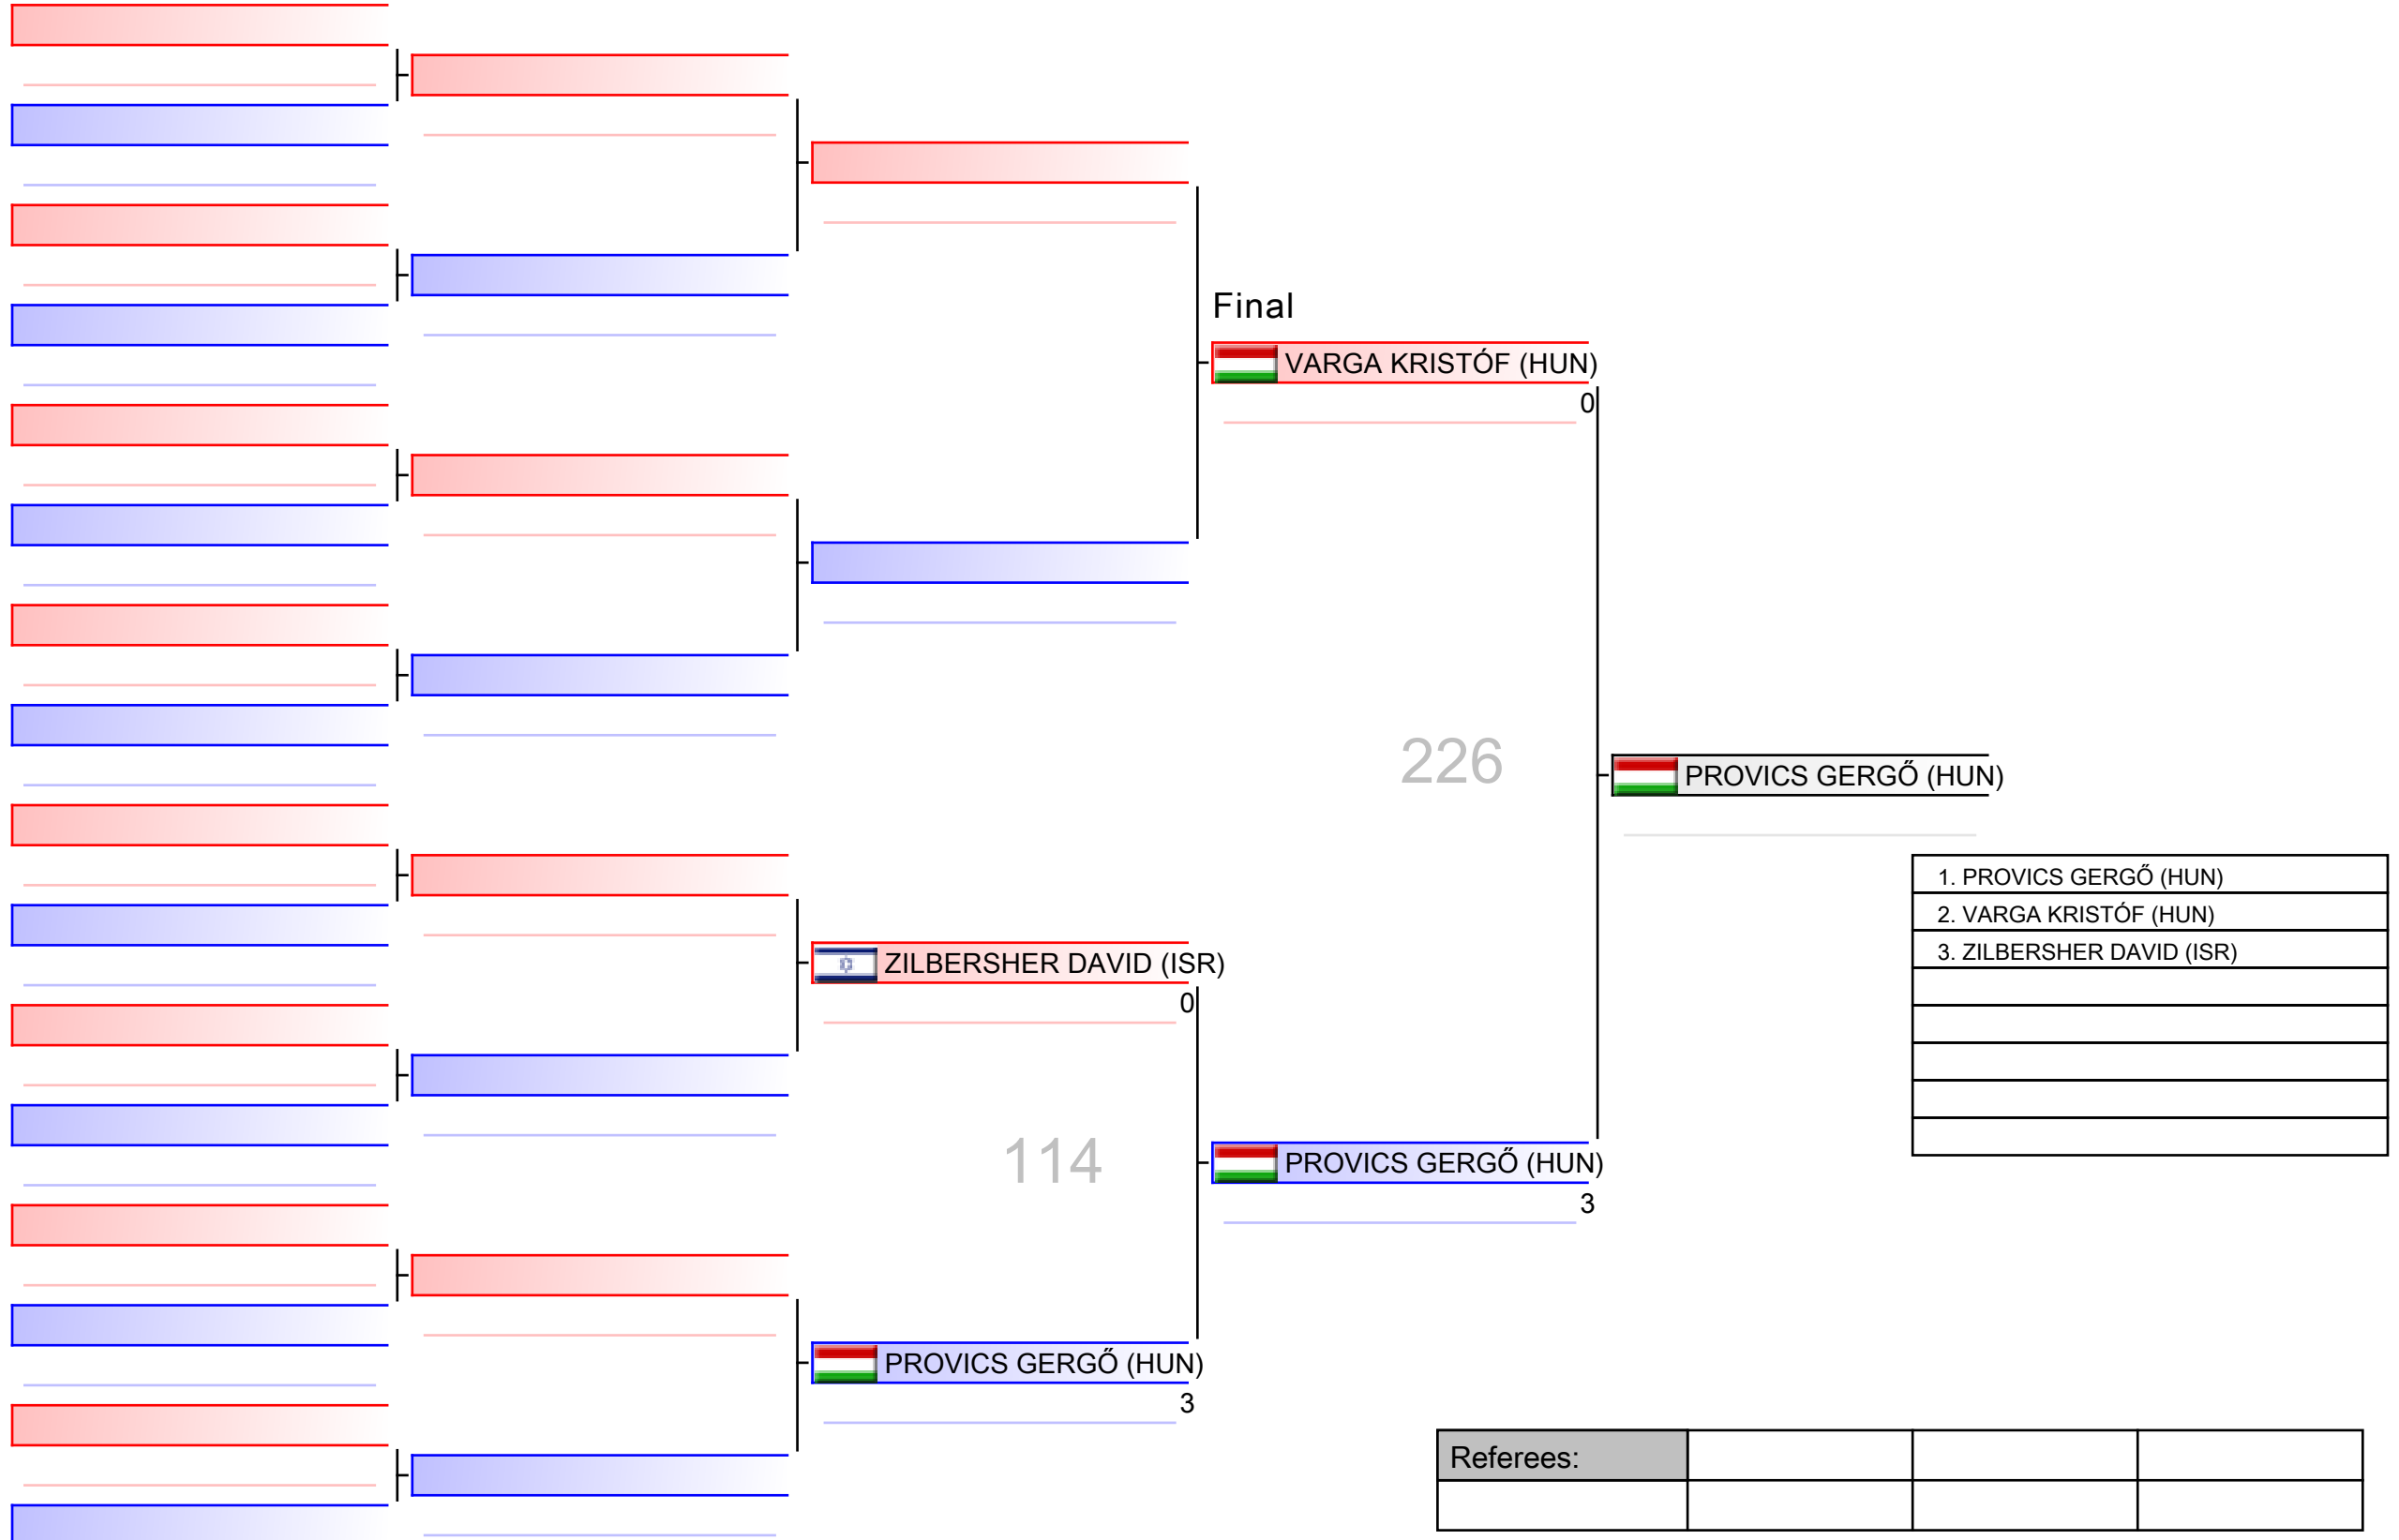 Final
VARGA KRISTÓF (HUN)
0
226
PROVICS GERGŐ (HUN)
1. PROVICS GERGŐ (HUN)
2. VARGA KRISTÓF (HUN)
3. ZILBERSHER DAVID (ISR)
ZILBERSHER DAVID (ISR)
0
114
PROVICS GERGŐ (HUN)
3
PROVICS GERGŐ (HUN)
3
Referees: